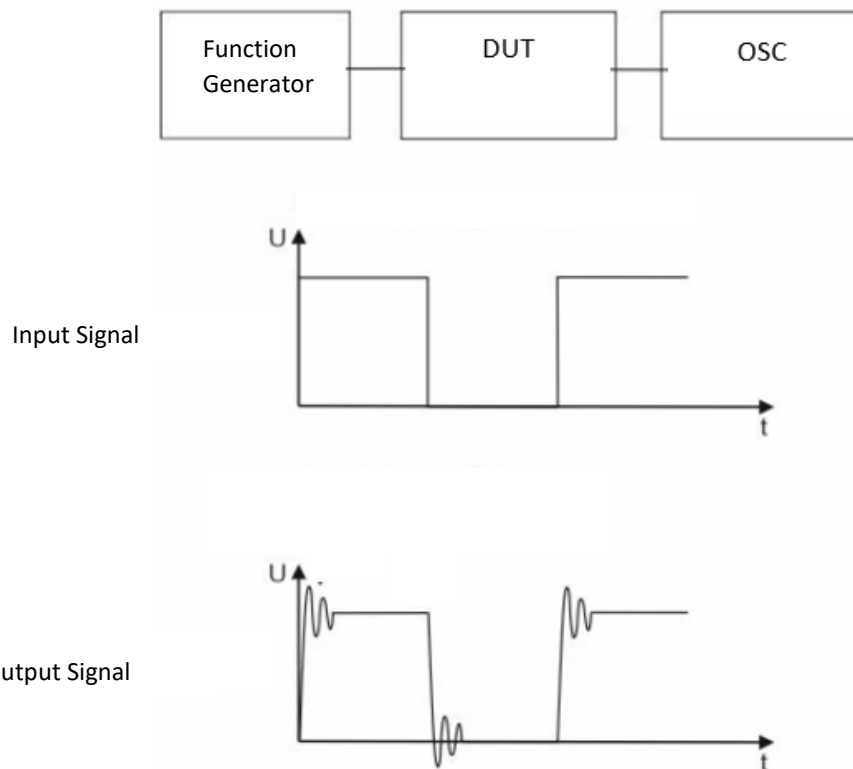 Function
Generator
DUT
OSC
U
Input Signal
t
U
utput Signal
t